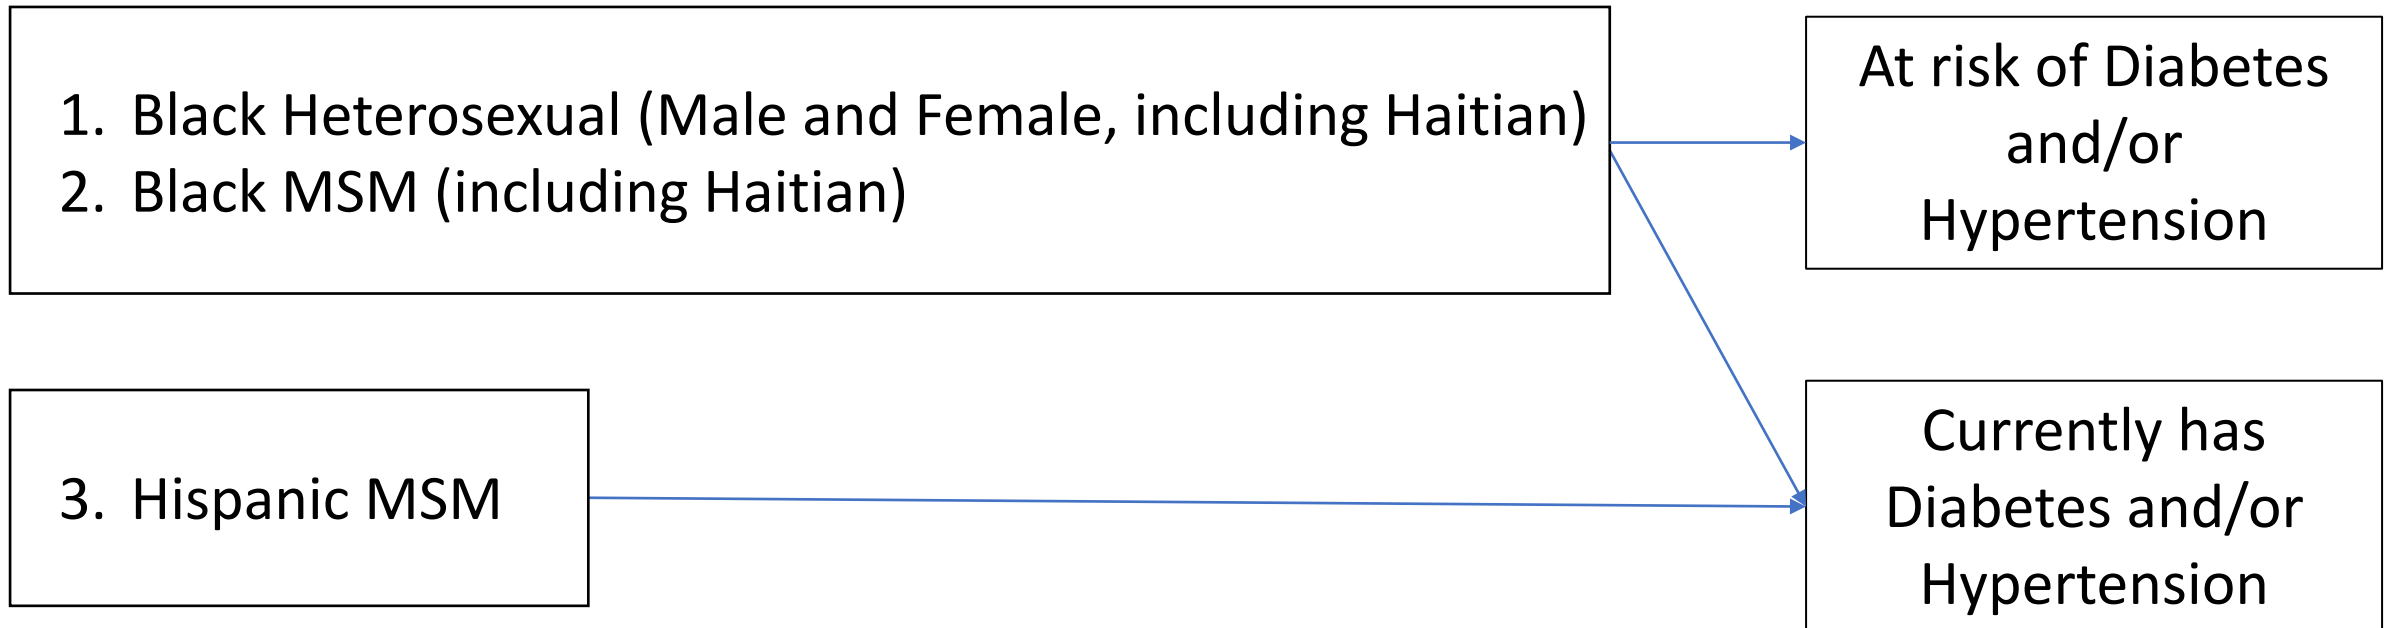 1. Black Heterosexual (Male and Female, including Haitian)
2. Black MSM (including Haitian)
At risk of Diabetes
and/or
Hypertension
3. Hispanic MSM
Currently has
Diabetes and/or
Hypertension